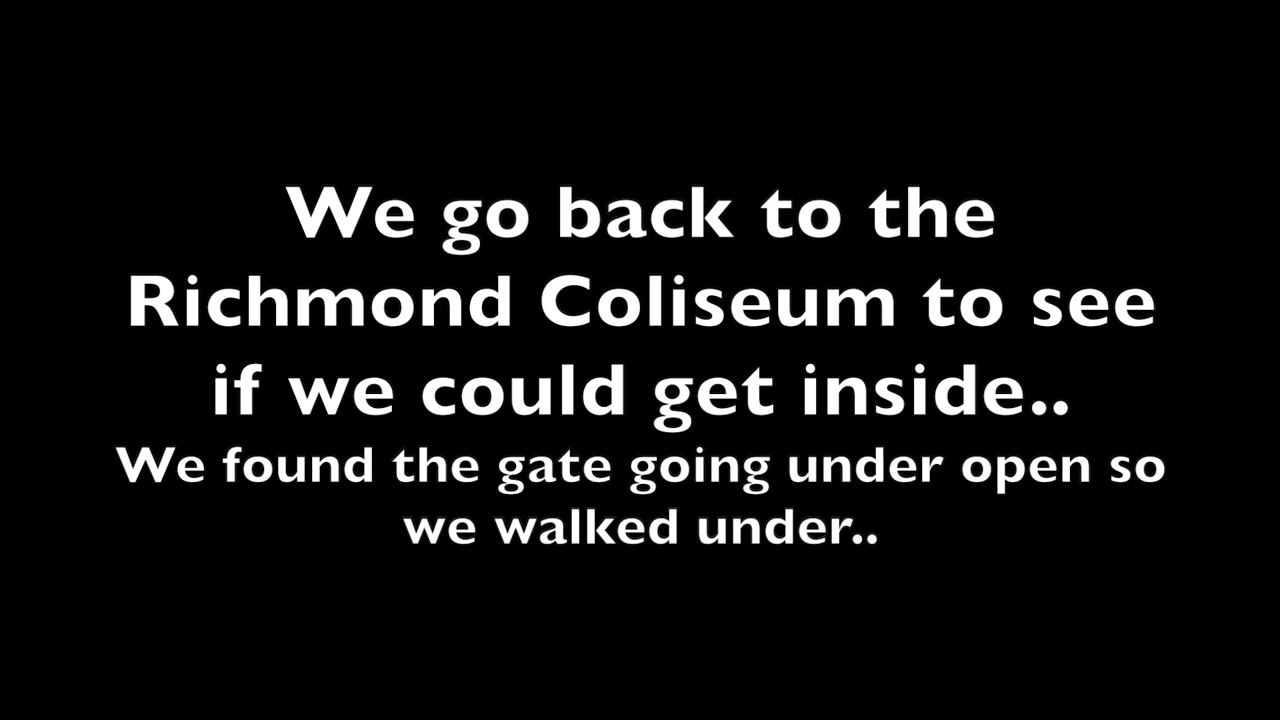 We go back to the
Richmond Coliseum to see
if we could get inside..
We found the gate going under open so
we walked under..